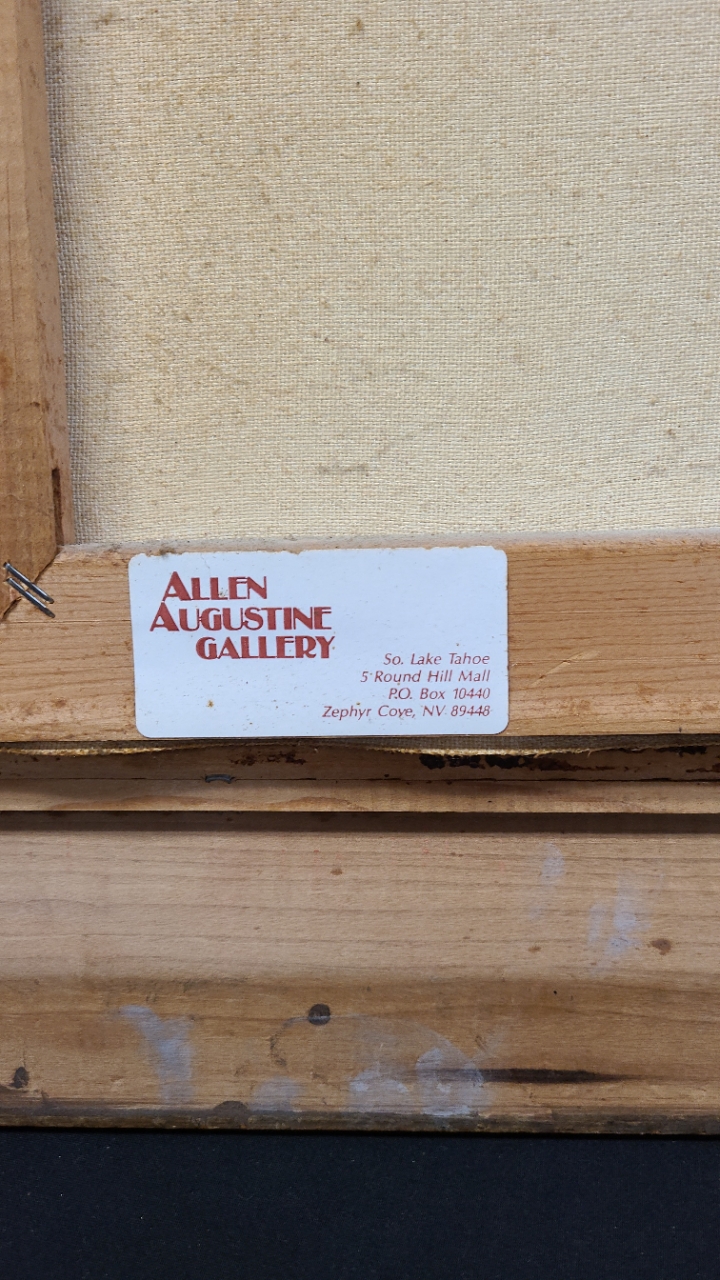 ALLEN
AUGUSTINE
GALLERY
So. Lake Tahoe
5 Round Hill Mall
P.O. Box 10440
Zephyr Cove, NV 89448